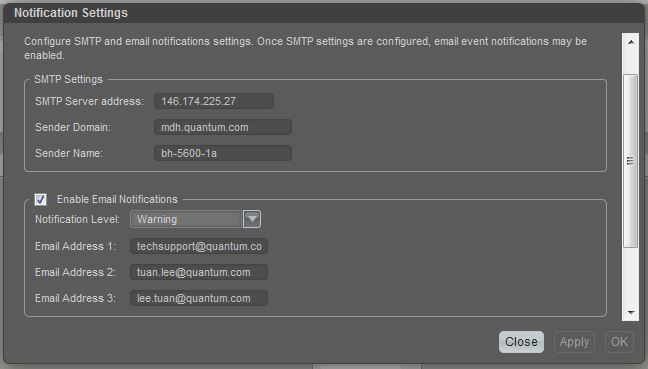 Notification Settings
Configure SMTP and email notifications settings. Once SMTP settings are configured, email event notifications may be
enabled.
SMTP Settings
SMTP Server address: 146.174.225.27
Sender Domain: mdh.quantum.com
Sender Name: bh-5600-1a
Enable Email Notifications
Notification Level: Warning
Email Address 1: techsupport@quantum.co
Email Address 2: tuan.lee@quantum.com
Email Address 3: lee.tuan@quantum.com
Close Apply OK